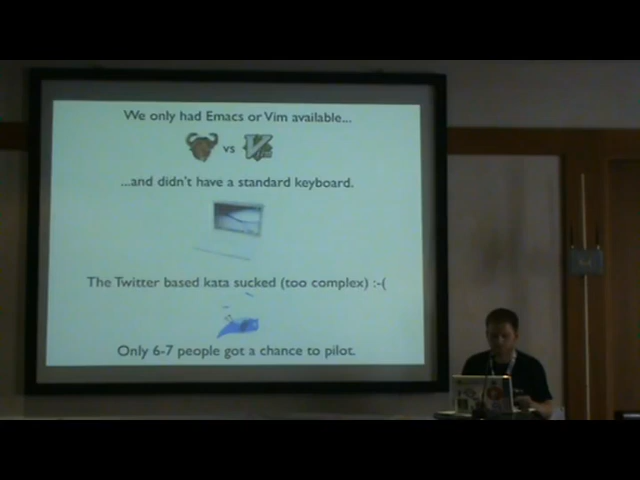 We only had Emacs or Vim available...
vs
...and didn't have a standard keyboard.
The Twitter based kata sucked (too complex) :-(
Only 6-7 people got a chance to pilot.